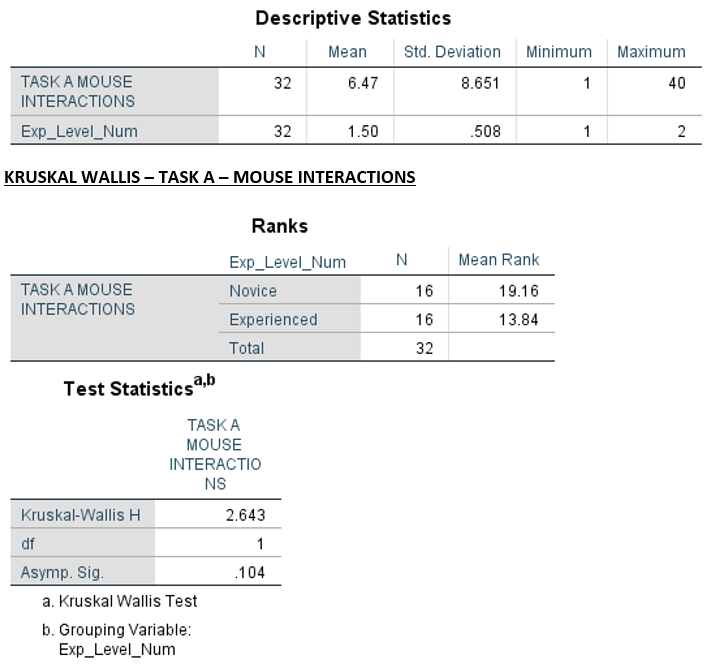 Descriptive Statistics
N Mean Std. Deviation Minimum Maximum
TASK A MOUSE
INTERACTIONS 32 6.47 8.651 1 40
Exp_Level_Num 32 1.50 .508 1 2
KRUSKAL WALLIS – TASK A – MOUSE INTERACTIONS
Ranks
Exp_Level_Num N Mean Rank
TASK A MOUSE
INTERACTIONS Novice 16 19.16
Experienced 16 13.84
Total 32
Test Statistics a,b
TASK A
MOUSE
INTERACTIO
NS
Kruskal-Wallis H 2.643
df 1
Asymp. Sig. .104
a. Kruskal Wallis Test
b. Grouping Variable:
Exp_Level_Num